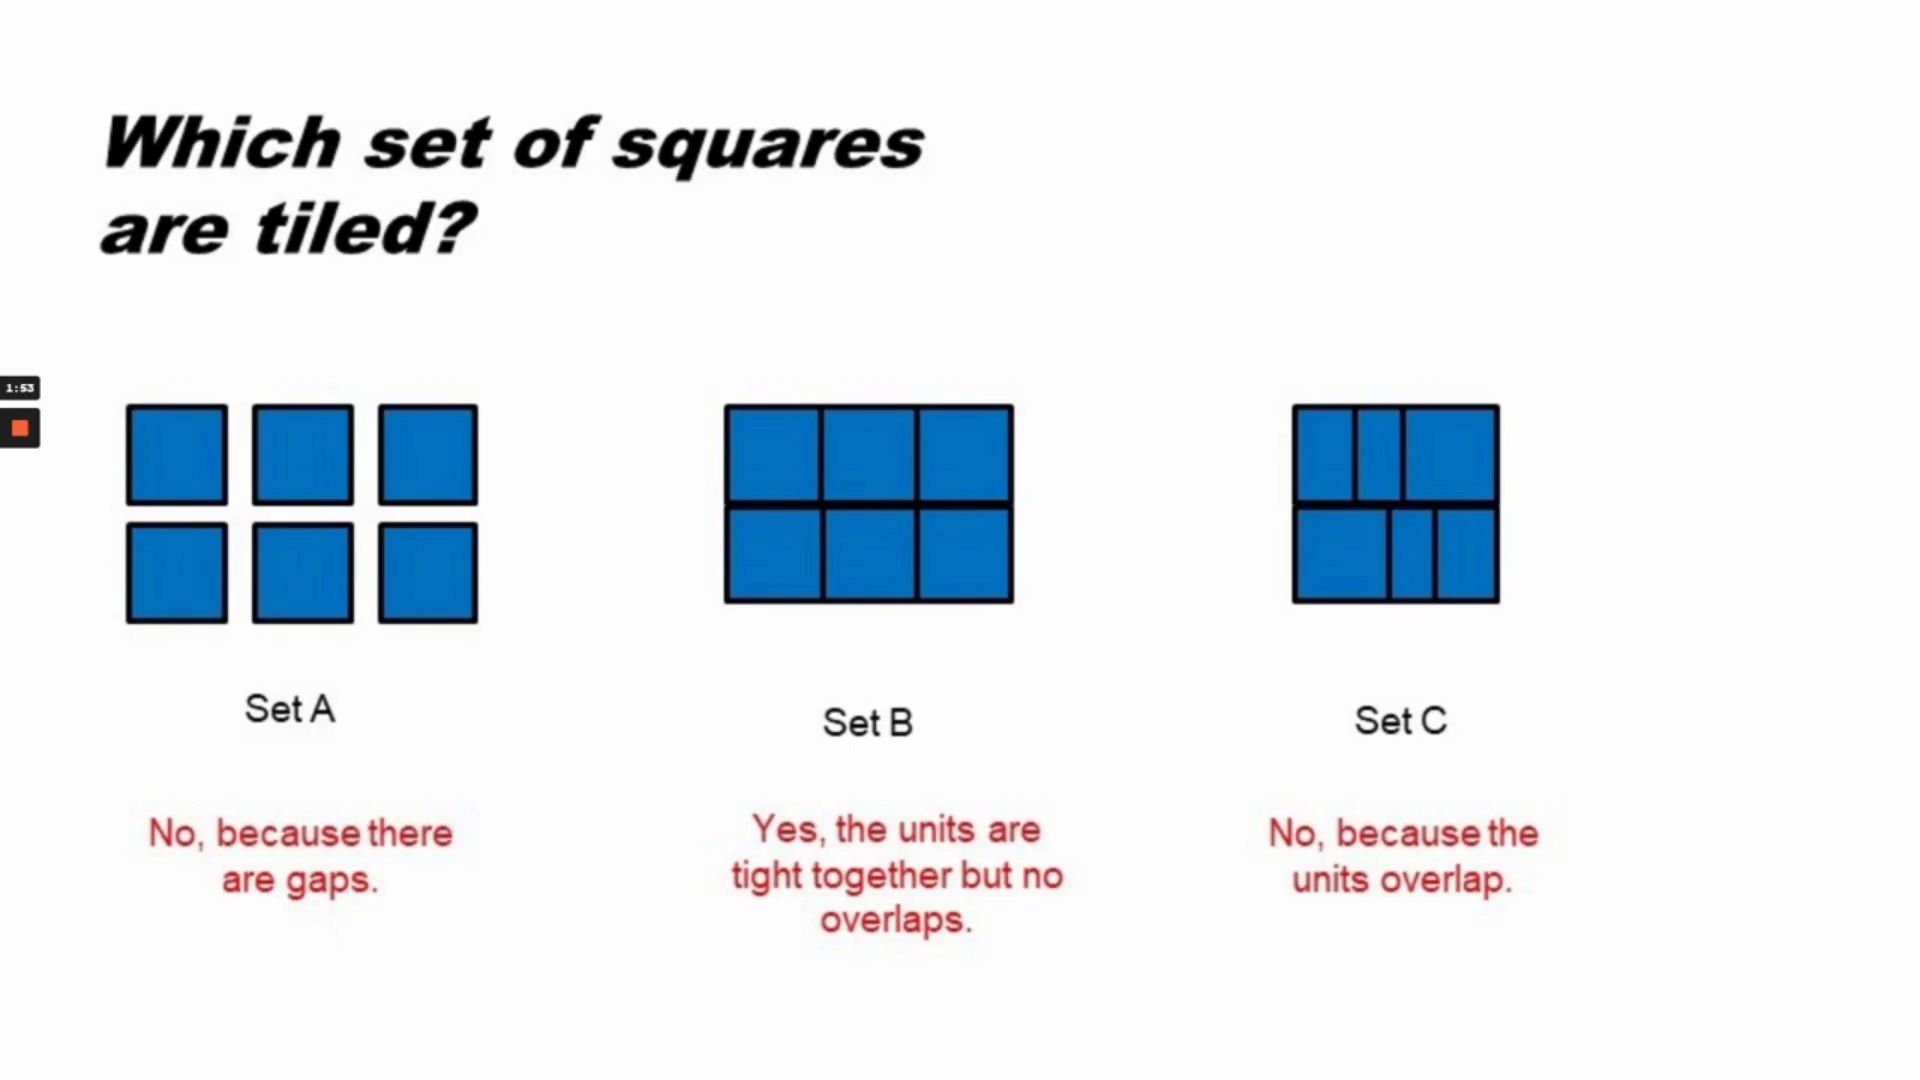 Which set of squares
are tiled?
1:53
Set A
Set B
Set C
No, because there
are gaps.
Yes, the units are
tight together but no
overlaps.
No, because the
units overlap.